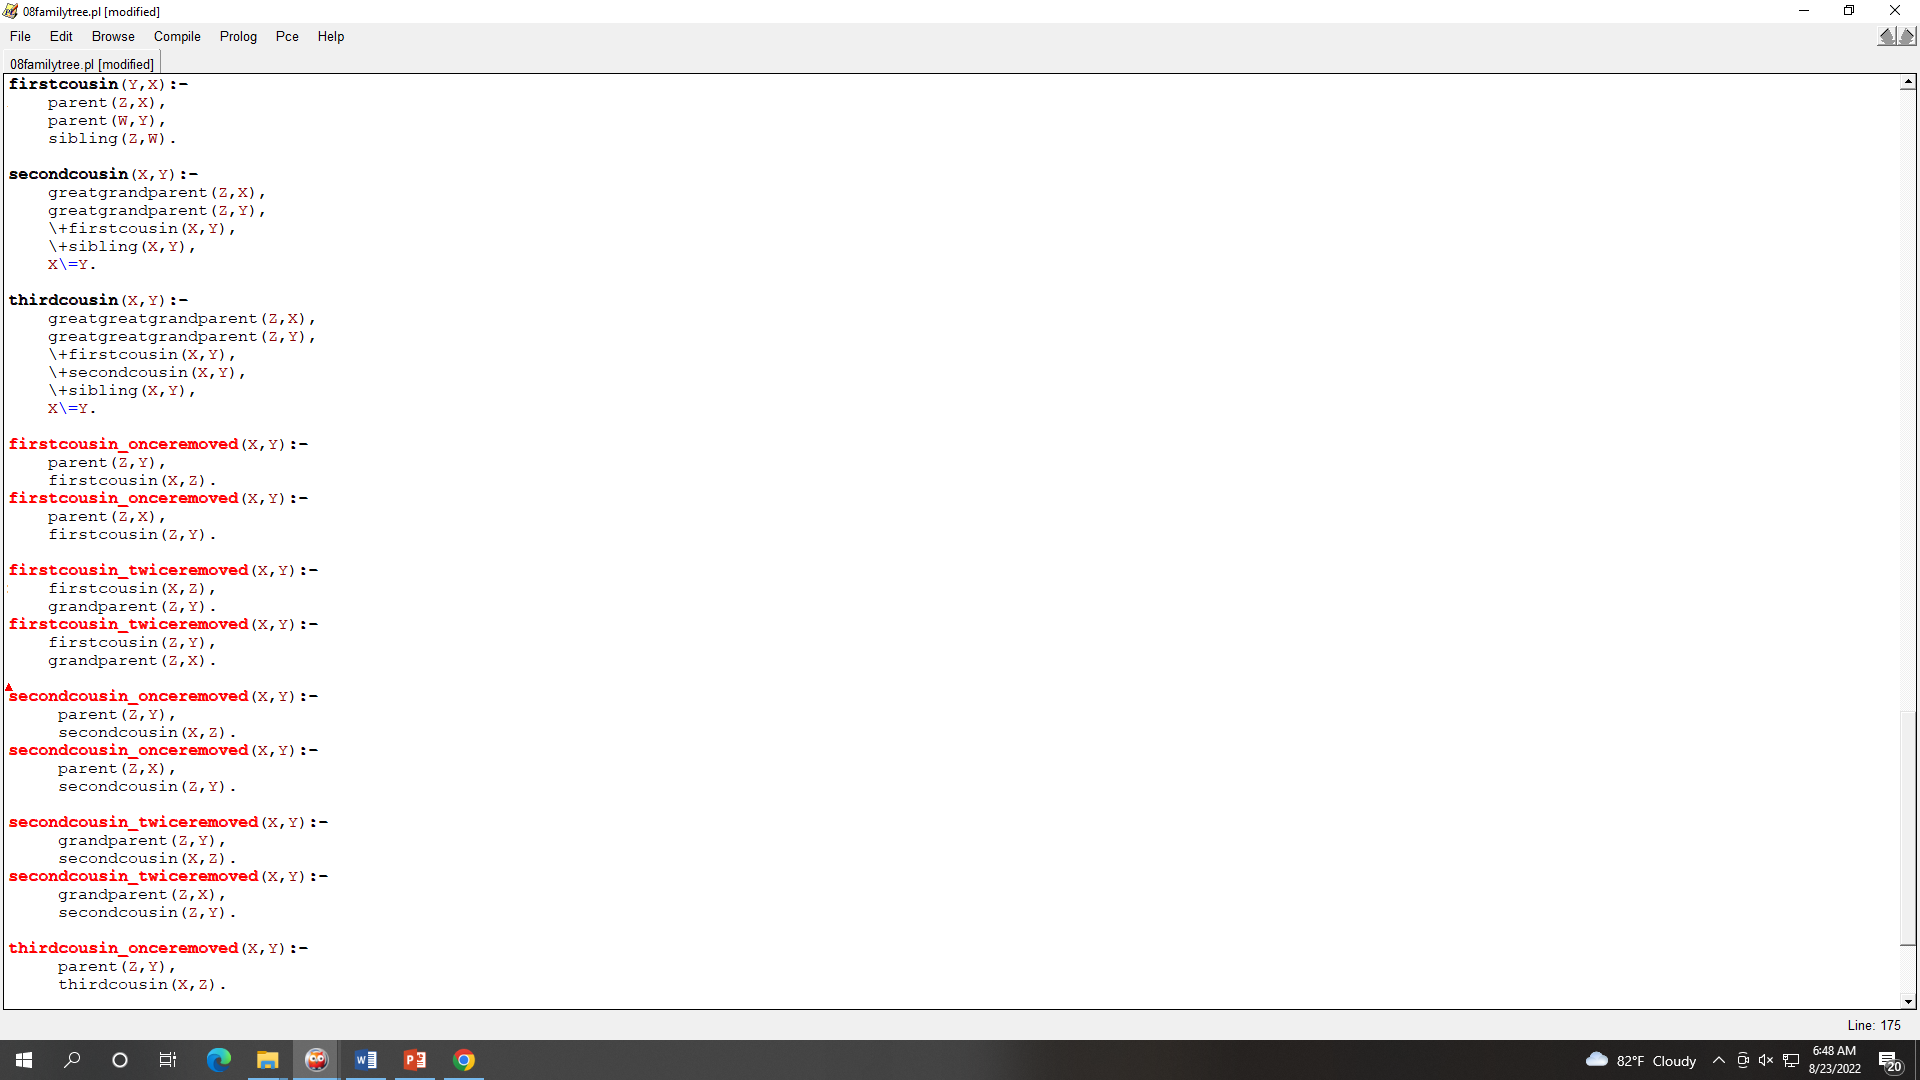 08familytree.pl [modified]
File Edit Browse Compile Prolog Pce Help
08familytree.pl [modified]
firstcousin(Y,X):-
    parent(Z,X),
    parent(W,Y),
    sibling(Z,W).
secondcousin(X,Y):-
    greatgrandparent(Z,X),
    greatgrandparent(Z,Y),
    \+firstcousin(X,Y),
    \+sibling(X,Y),
    X\=Y.
thirdcousin(X,Y):-
    greatgreatgrandparent(Z,X),
    greatgreatgrandparent(Z,Y),
    \+firstcousin(X,Y),
    \+secondcousin(X,Y),
    \+sibling(X,Y),
    X\=Y.
firstcousin_onceremoved(X,Y):-
    parent(Z,Y),
    firstcousin(X,Z).
firstcousin_onceremoved(X,Y):-
    parent(Z,X),
    firstcousin(Z,Y).
firstcousin_twiceremoved(X,Y):-
    firstcousin(X,Z),
    grandparent(Z,Y).
firstcousin_twiceremoved(X,Y):-
    firstcousin(Z,Y),
    grandparent(Z,X).
secondcousin_onceremoved(X,Y):-
     parent(Z,Y),
     secondcousin(X,Z).
secondcousin_onceremoved(X,Y):-
     parent(Z,X),
     secondcousin(Z,Y).
secondcousin_twiceremoved(X,Y):-
     grandparent(Z,Y),
     secondcousin(X,Z).
secondcousin_twiceremoved(X,Y):-
     grandparent(Z,X),
     secondcousin(Z,Y).
thirdcousin_onceremoved(X,Y):-
     parent(Z,Y),
     thirdcousin(X,Z).
Line: 175
82°F Cloudy
6:48 AM
8/23/2022
20